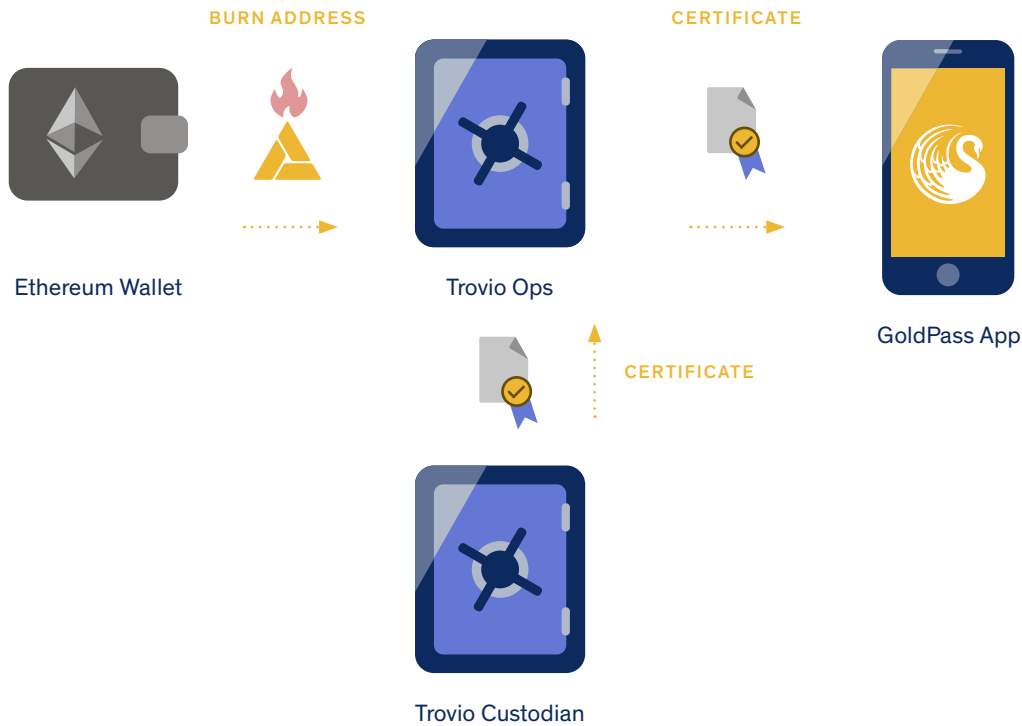 BURN ADDRESS
CERTIFICATE
Ethereum Wallet
Trovio Ops
GoldPass App
CERTIFICATE
Trovio Custodian